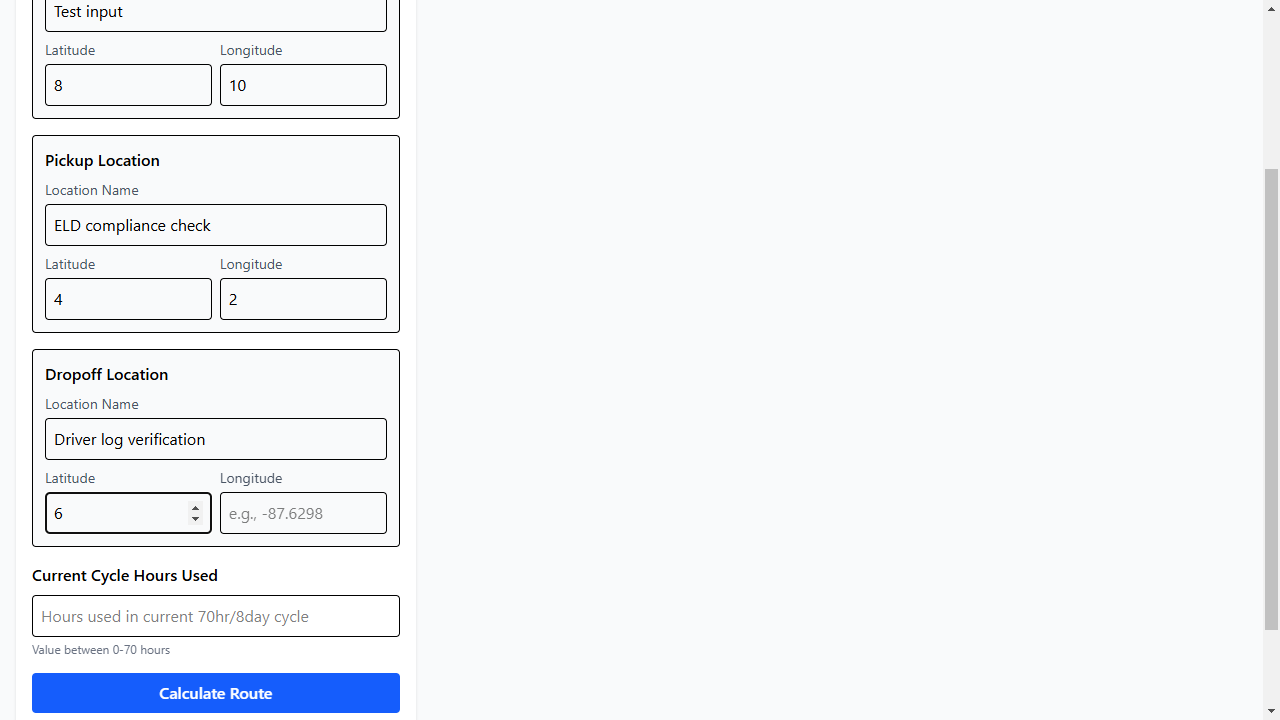 Test input
Latitude Longitude
8 10
Pickup Location
Location Name
ELD compliance check
Latitude Longitude
4 2
Dropoff Location
Location Name
Driver log verification
Latitude Longitude
6 e.g., -87.6298
Current Cycle Hours Used
Hours used in current 70hr/8day cycle
Value between 0-70 hours
Calculate Route